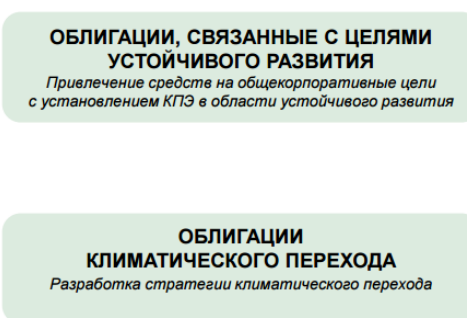 ОБЛИГАЦИИ, СВЯЗАННЫЕ С ЦЕЛЯМИ
УСТОЙЧИВОГО РАЗВИТИЯ
Привлечение средств на общекорпоративные цели
с установлением КПЭ в области устойчивого развития
ОБЛИГАЦИИ
КЛИМАТИЧЕСКОГО ПЕРЕХОДА
Разработка стратегии климатического перехода